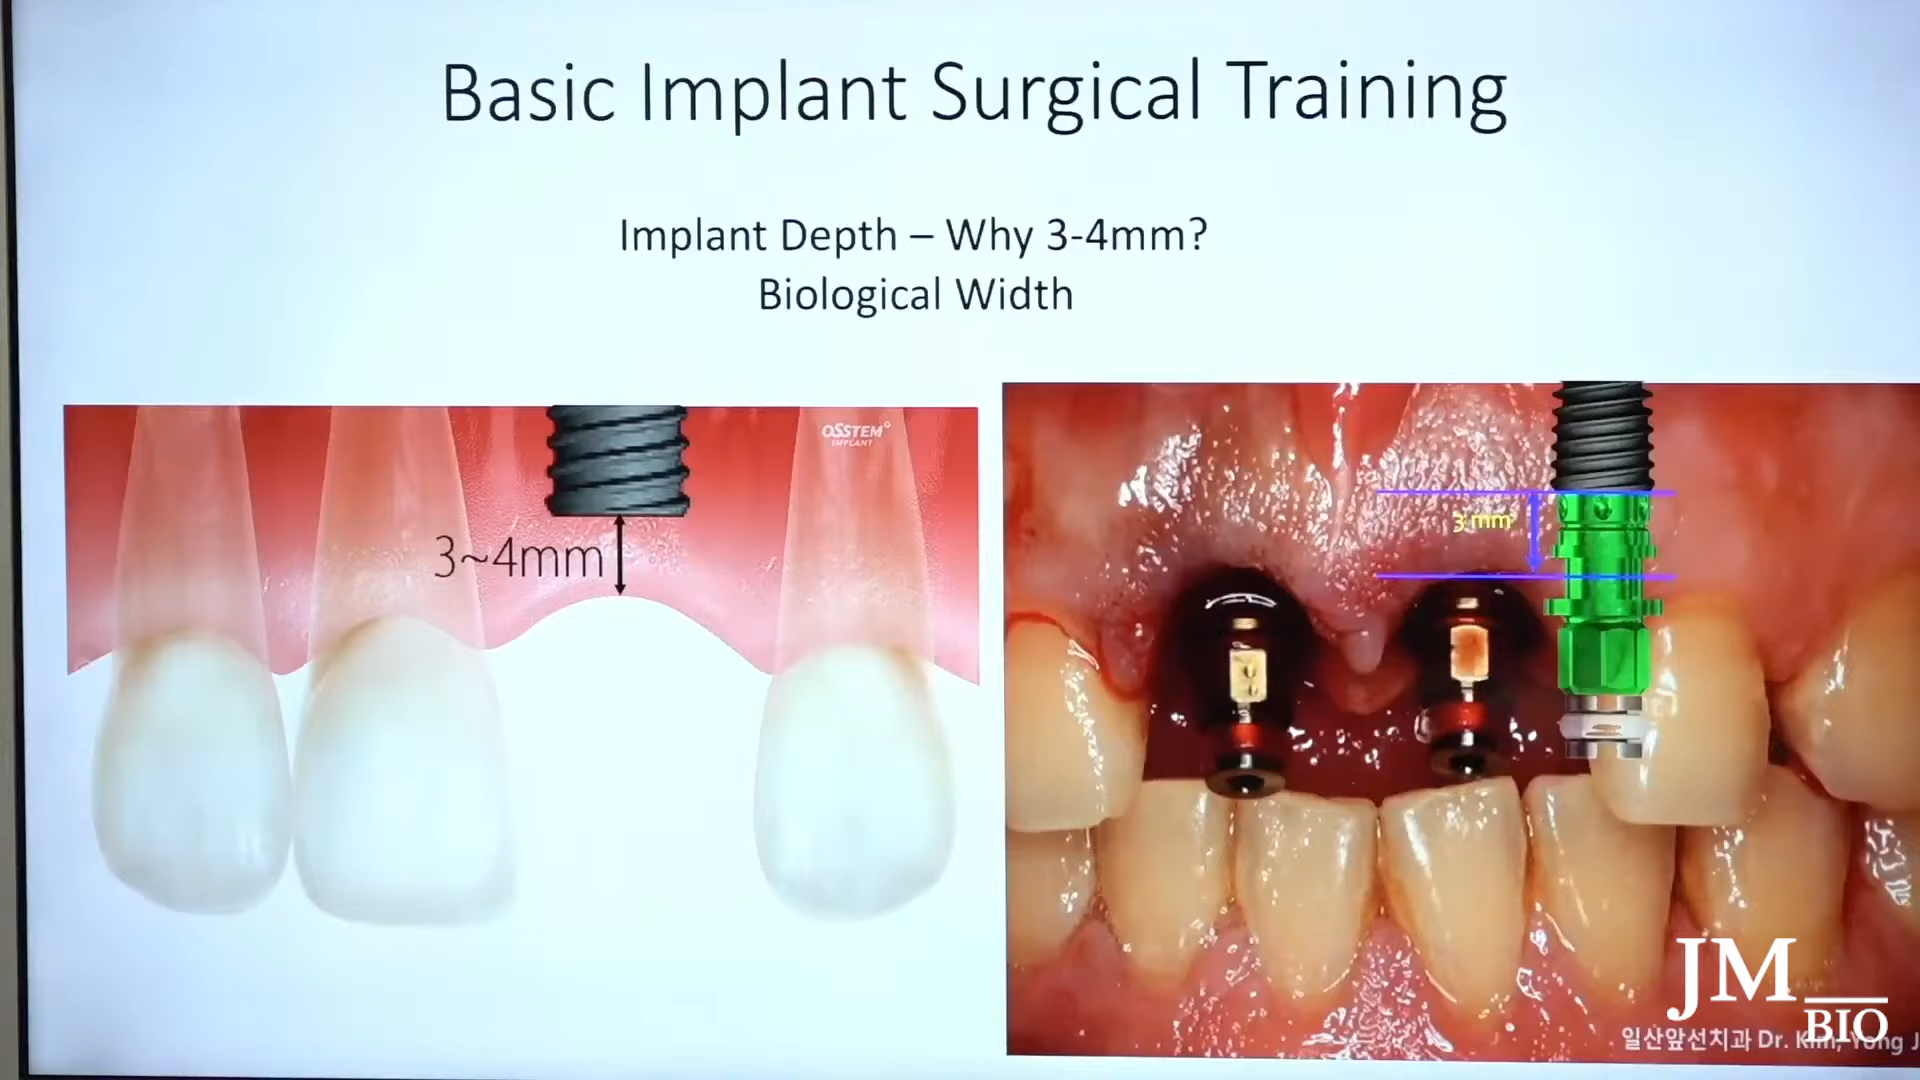 Basic Implant Surgical Training
Implant Depth – Why 3-4mm?
Biological Width
OSSTEM
IMPLANT
3~4mm
3 mm
JM
BIO
일산앞선치과 Dr. Kim, Yong J